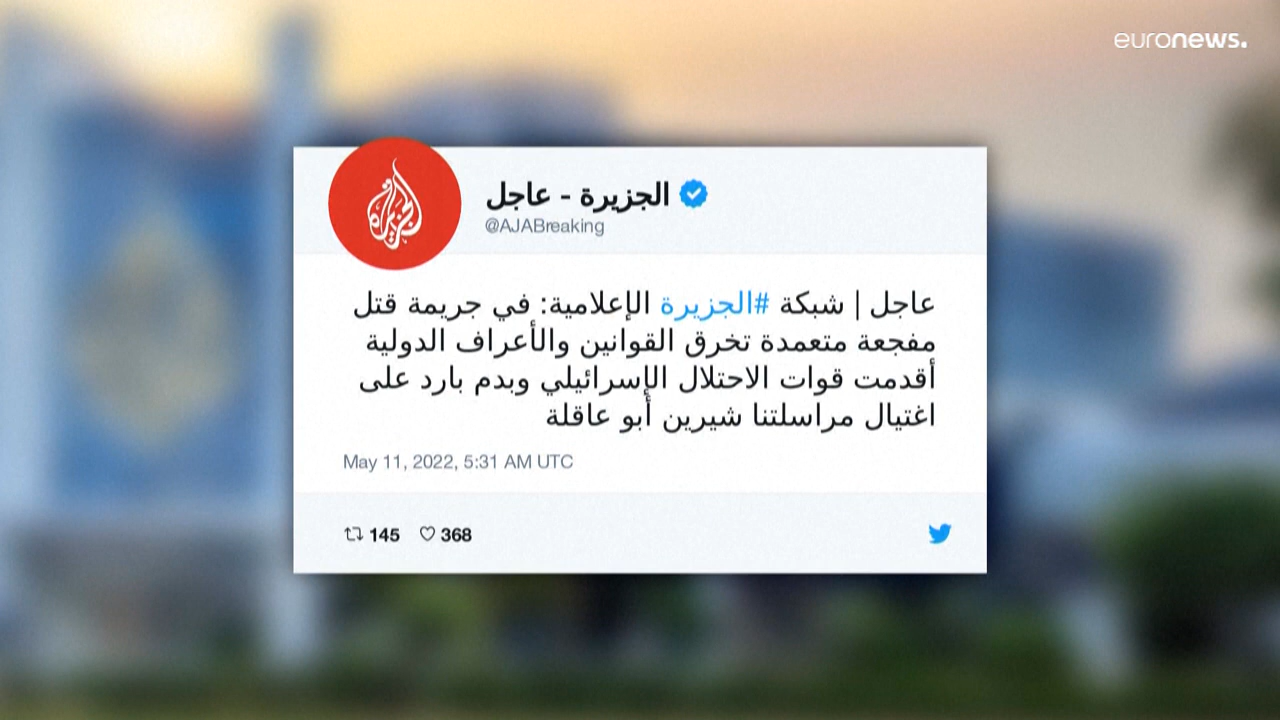 euronews.
الجزيرة - عاجل
@AJABreaking
عاجل | شبكة #الجزيرة الإعلامية: في جريمة قتل
مفجعة متعمدة تخرق القوانين والأعراف الدولية
أقدمت قوات الاحتلال الإسرائيلي وبدم بارد على
اغتيال مراسلتنا شيرين أبو عاقلة
May 11, 2022, 5:31 AM UTC
145 368